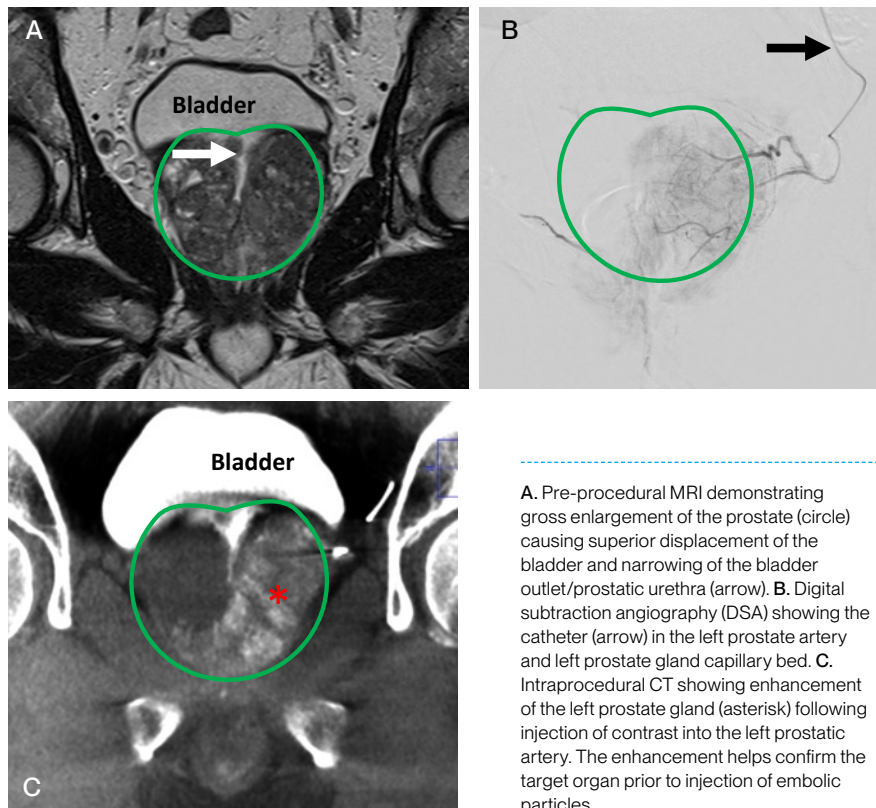 A
Bladder
B
Bladder
C
A. Pre-procedural MRI demonstrating
gross enlargement of the prostate (circle)
causing superior displacement of the
bladder and narrowing of the bladder
outlet/prostatic urethra (arrow). B. Digital
subtraction angiography (DSA) showing the
catheter (arrow) in the left prostate artery
and left prostate gland capillary bed. C.
Intraprocedural CT showing enhancement
of the left prostate gland (asterisk) following
injection of contrast into the left prostatic
artery. The enhancement helps confirm the
target organ prior to injection of embolic
particles